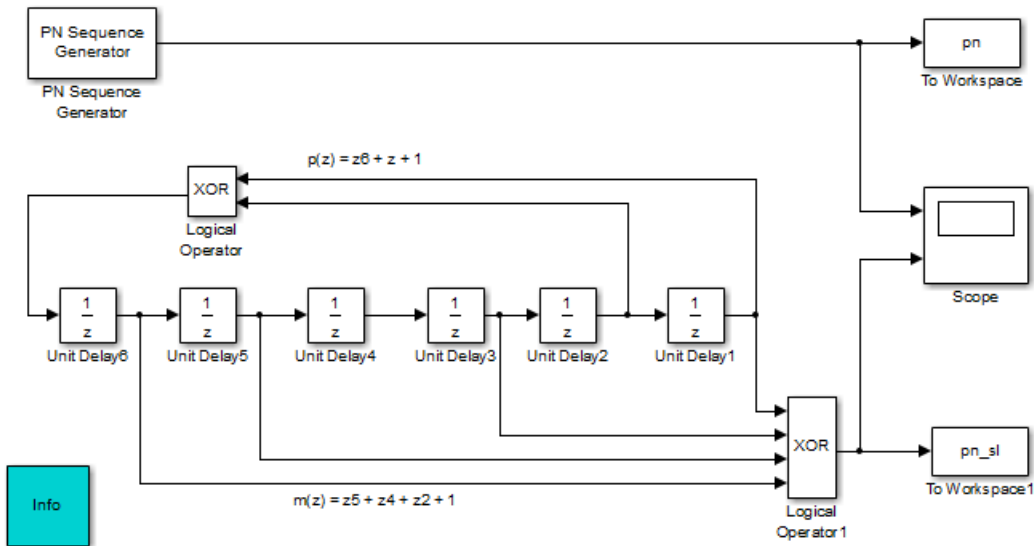 PN Sequence
Generator
PN Sequence
Generator
pn
To Workspace
p(z) = z6 + z + 1
XOR
Logical
Operator
Scope
1
z
Unit Delay6
1
z
Unit Delay5
1
z
Unit Delay4
1
z
Unit Delay3
1
z
Unit Delay2
1
z
Unit Delay1
XOR
Logical
Operator1
pn_sl
To Workspace1
m(z) = z5 + z4 + z2 + 1
Info